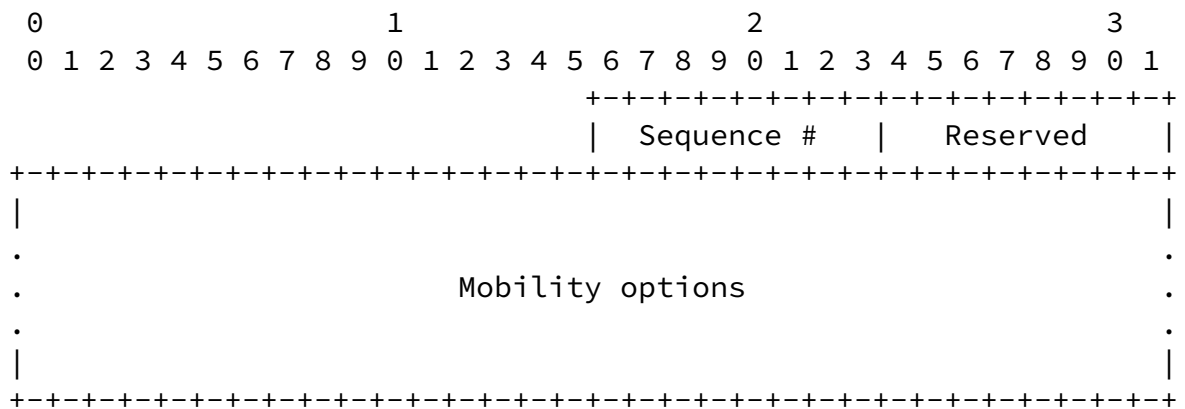 0                   1                   2                   3
 0 1 2 3 4 5 6 7 8 9 0 1 2 3 4 5 6 7 8 9 0 1 2 3 4 5 6 7 8 9 0 1
                                +-+-+-+-+-+-+-+-+-+-+-+-+-+-+-+-+
                                |  Sequence #   |   Reserved    |
+-+-+-+-+-+-+-+-+-+-+-+-+-+-+-+-+-+-+-+-+-+-+-+-+-+-+-+-+-+-+-+-+
|                                                               |
.                                                               .
.                        Mobility options                       .
.                                                               .
|                                                               |
+-+-+-+-+-+-+-+-+-+-+-+-+-+-+-+-+-+-+-+-+-+-+-+-+-+-+-+-+-+-+-+-+